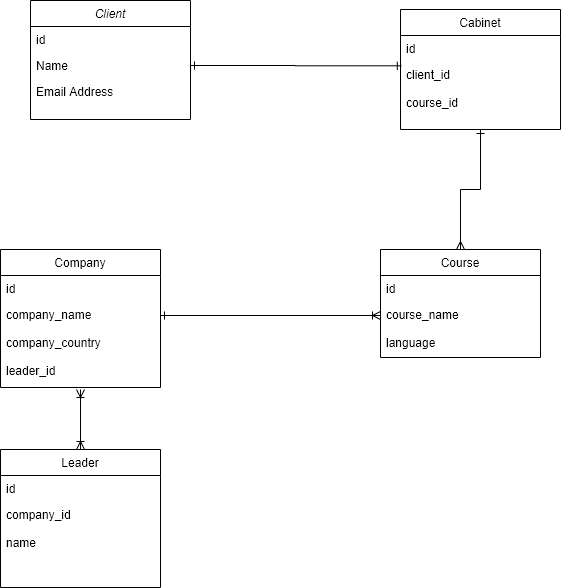 Client
id
Name
Email Address
Cabinet
id
client_id
course_id
Company
id
company_name
company_country
leader_id
Course
id
course_name
language
Leader
id
company_id
name